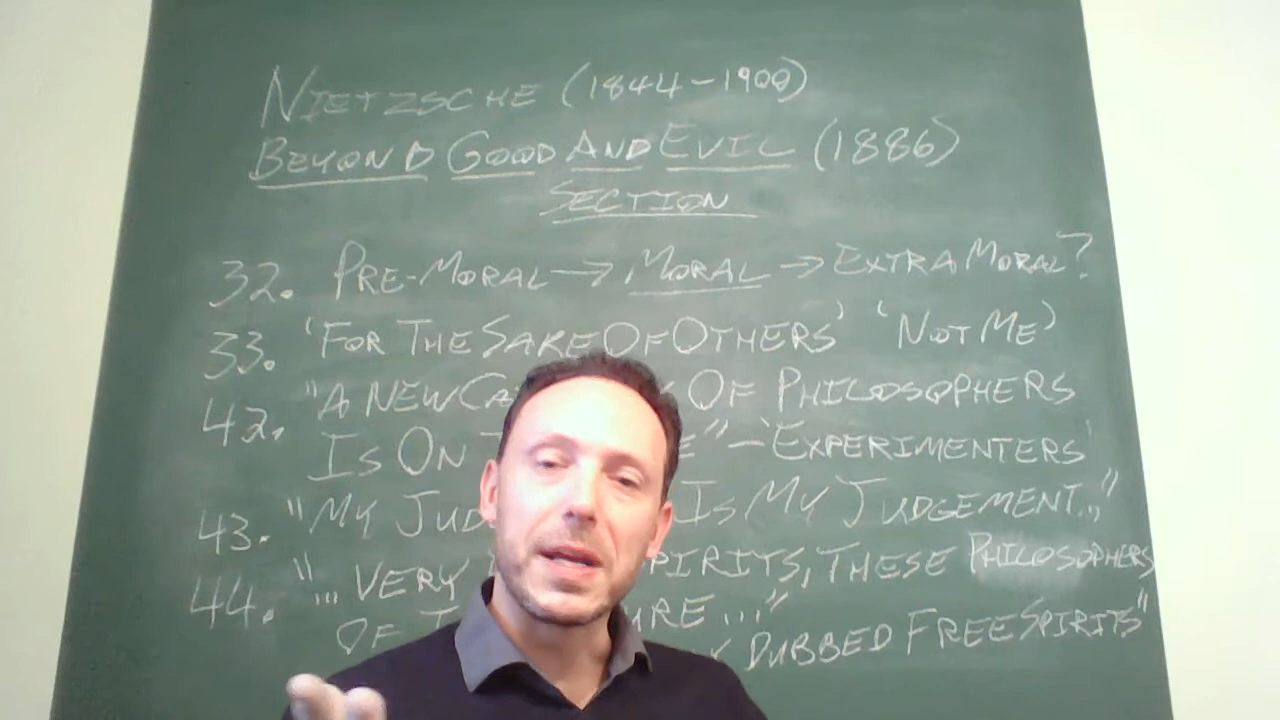 NIETZSCHE (1844-1900)
BEYOND GOOD AND EVIL (1886)
SECTION
32. PRE-MORAL → MORAL → EXTRA MORAL?
33. 'FOR THE SAKE OF OTHERS' 'NOT ME'
42. "A NEW OF PHILOSOPHERS
IS ON " - 'EXPERIMENTERS'
43. "MY IS MY JUDGEMENT..."
44. "... VERY SPIRITS, THESE PHILOSOPHERS
OF ..."
DUBBED FREE SPIRITS"